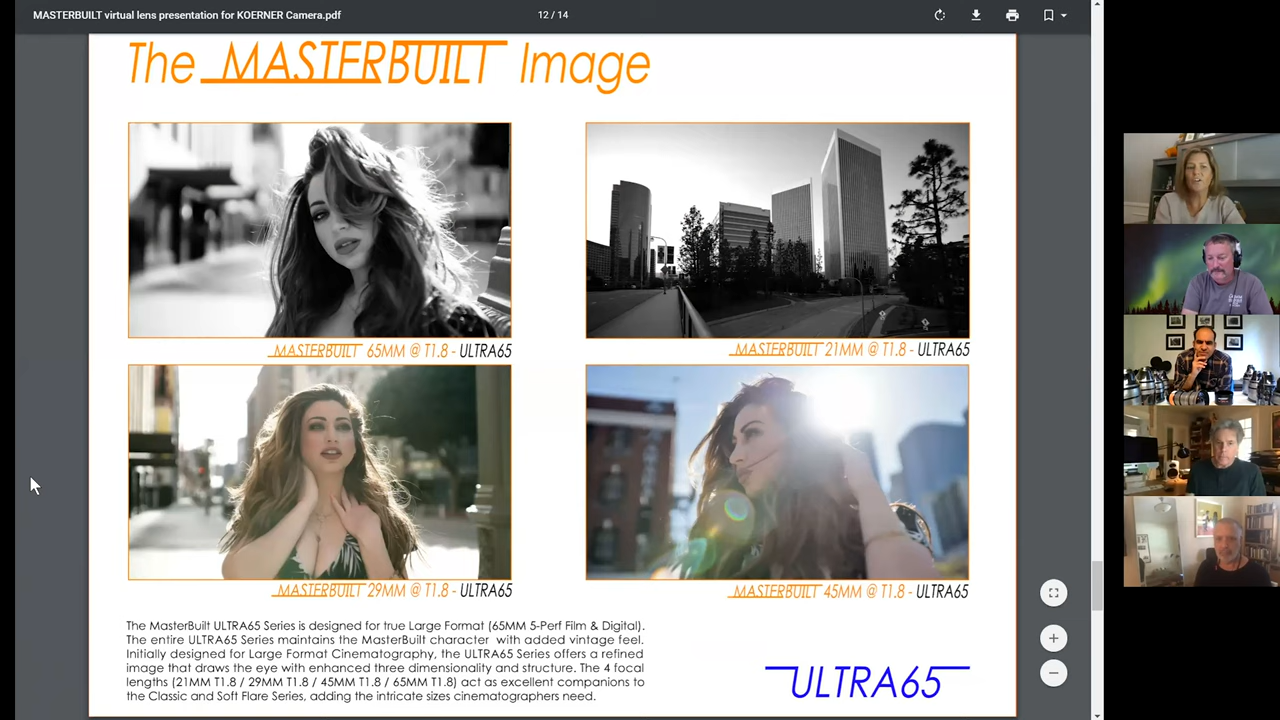 MASTERBUILT virtual lens presentation for KOERNER Camera.pdf
12 / 14
The MASTERBUILT Image
MASTERBUILT 65MM @ T1.8 - ULTRA65
MASTERBUILT 21MM @ T1.8 - ULTRA65
MASTERBUILT 29MM @ T1.8 - ULTRA65
MASTERBUILT 45MM @ T1.8 - ULTRA65
The MasterBuilt ULTRA65 Series is designed for true Large Format (65MM 5-Perf Film & Digital).
The entire ULTRA65 Series maintains the MasterBuilt character with added vintage feel.
Initially designed for Large Format Cinematography, the ULTRA65 Series offers a refined
image that draws the eye with enhanced three dimensionality and structure. The 4 focal
lengths (21MM T1.8 / 29MM T1.8 / 45MM T1.8 / 65MM T1.8) act as excellent companions to
the Classic and Soft Flare Series, adding the intricate sizes cinematographers need.
ULTRA65